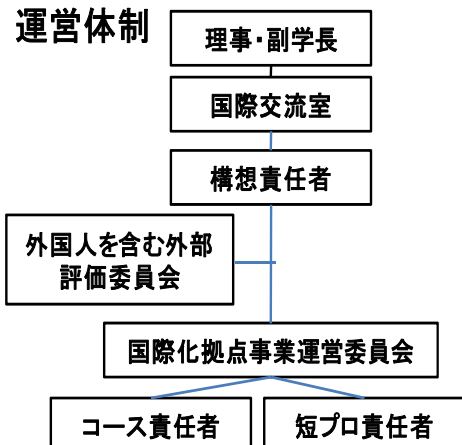 運営体制
理事・副学長
国際交流室
構想責任者
外国人を含む外部
評価委員会
国際化拠点事業運営委員会
コース責任者
短プロ責任者